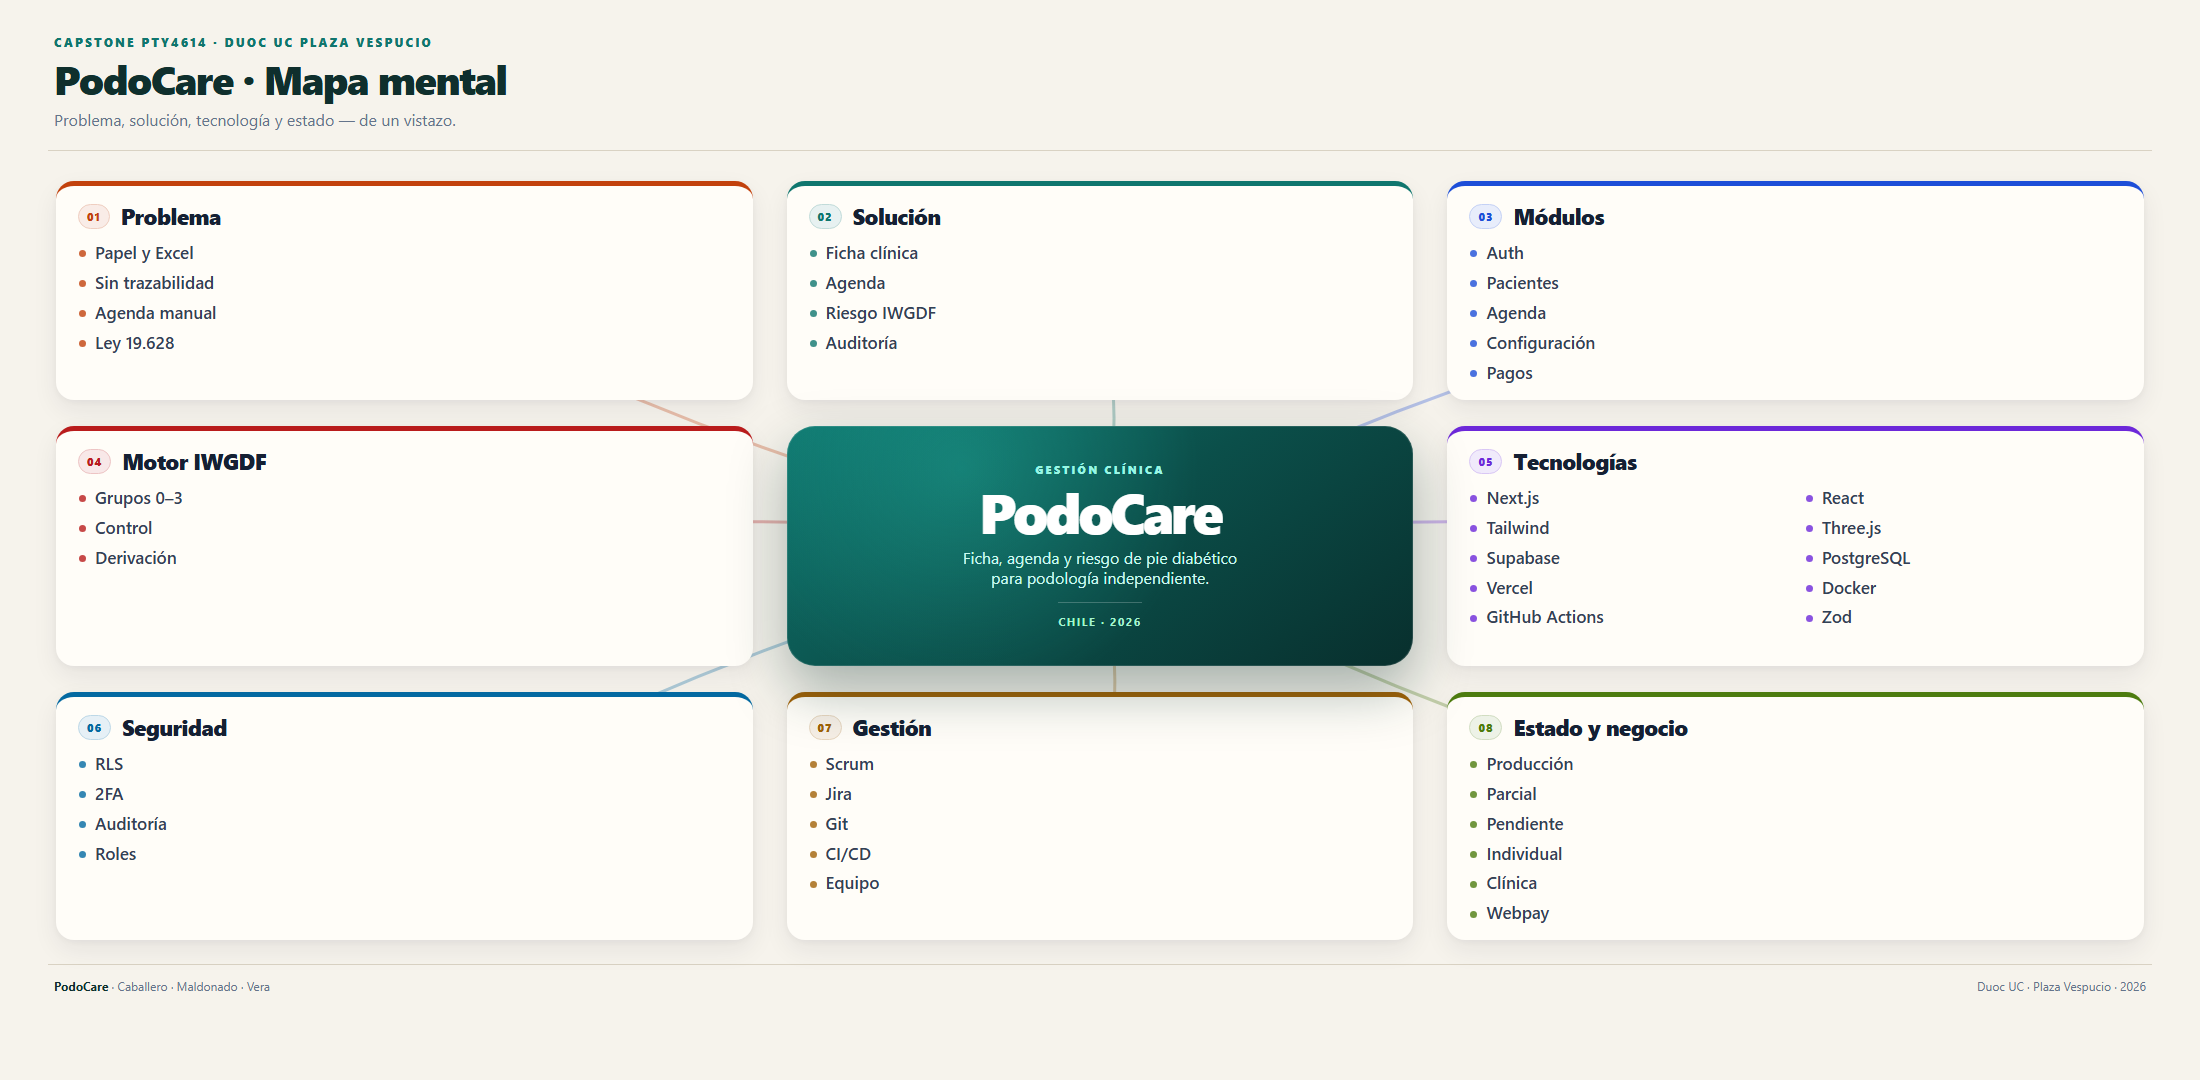 CAPSTONE PTY4614 · DUOC UC PLAZA VESPUCIO
PodoCare · Mapa mental
Problema, solución, tecnología y estado — de un vistazo.
01 Problema
Papel y Excel
Sin trazabilidad
Agenda manual
Ley 19.628
02 Solución
Ficha clínica
Agenda
Riesgo IWGDF
Auditoría
03 Módulos
Auth
Pacientes
Agenda
Configuración
Pagos
04 Motor IWGDF
Grupos 0–3
Control
Derivación
GESTIÓN CLÍNICA
PodoCare
Ficha, agenda y riesgo de pie diabético
para podología independiente.
CHILE · 2026
05 Tecnologías
Next.js
React
Tailwind
Three.js
Supabase
PostgreSQL
Vercel
Docker
GitHub Actions
Zod
06 Seguridad
RLS
2FA
Auditoría
Roles
07 Gestión
Scrum
Jira
Git
CI/CD
Equipo
08 Estado y negocio
Producción
Parcial
Pendiente
Individual
Clínica
Webpay
PodoCare · Caballero · Maldonado · Vera
Duoc UC · Plaza Vespucio · 2026